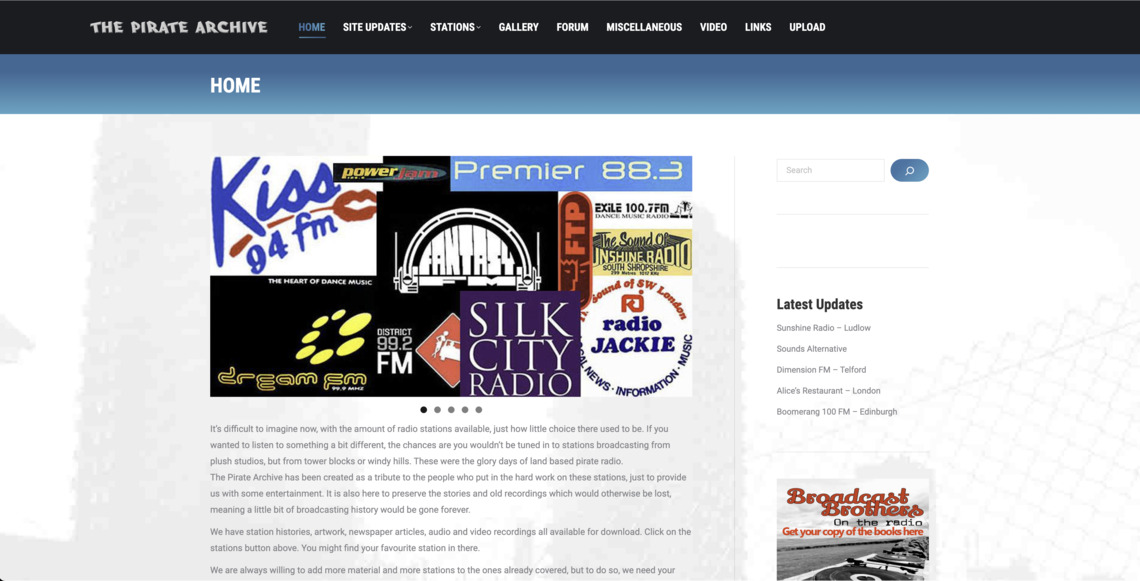 THE PIRATE ARCHIVE
HOME
SITE UPDATES
STATIONS
GALLERY
FORUM
MISCELLANEOUS
VIDEO
LINKS
UPLOAD
HOME
Kiss
94 fm
THE HEART OF DANCE MUSIC
power jam
Premier 88.3
FANTASY
FTP
EXILE 100.7FM
DANCE MUSIC RADIO
The Sound Of
SUNSHINE RADIO
SOUTH SHROPSHIRE
299 Metres 1017 KHz
dream fm
99.9 MHZ
DISTRICT
99.2
FM
SILK
CITY
RADIO
Sound of SW London
RJ
radio
JACKIE
CAL NEWS · INFORMATION · MUSIC
It's difficult to imagine now, with the amount of radio stations available, just how little choice there used to be. If you
wanted to listen to something a bit different, the chances are you wouldn't be tuned in to stations broadcasting from
plush studios, but from tower blocks or windy hills. These were the glory days of land based pirate radio.
The Pirate Archive has been created as a tribute to the people who put in the hard work on these stations, just to provide
us with some entertainment. It is also here to preserve the stories and old recordings which would otherwise be lost,
meaning a little bit of broadcasting history would be gone forever.
We have station histories, artwork, newspaper articles, audio and video recordings all available for download. Click on the
stations button above. You might find your favourite station in there.
We are always willing to add more material and more stations to the ones already covered, but to do so, we need your
Search
Latest Updates
Sunshine Radio – Ludlow
Sounds Alternative
Dimension FM – Telford
Alice's Restaurant – London
Boomerang 100 FM – Edinburgh
Broadcast
Brothers
On the radio
Get your copy of the books here